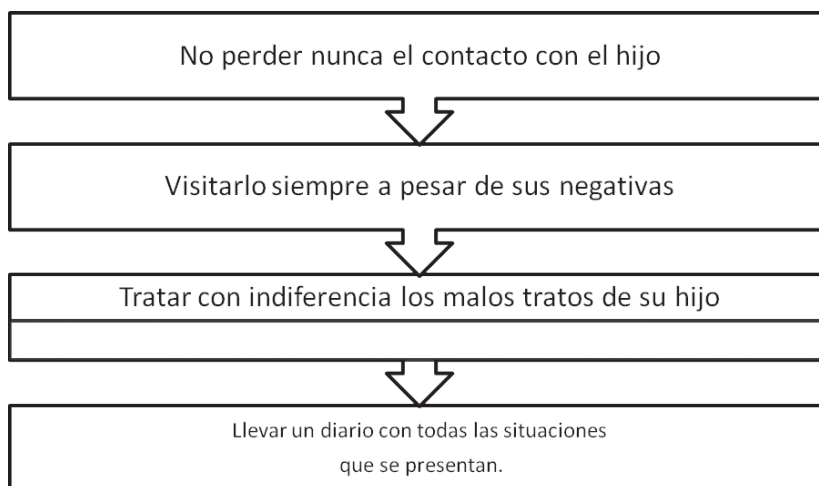 No perder nunca el contacto con el hijo
Visitarlo siempre a pesar de sus negativas
Tratar con indiferencia los malos tratos de su hijo
Llevar un diario con todas las situaciones
que se presentan.